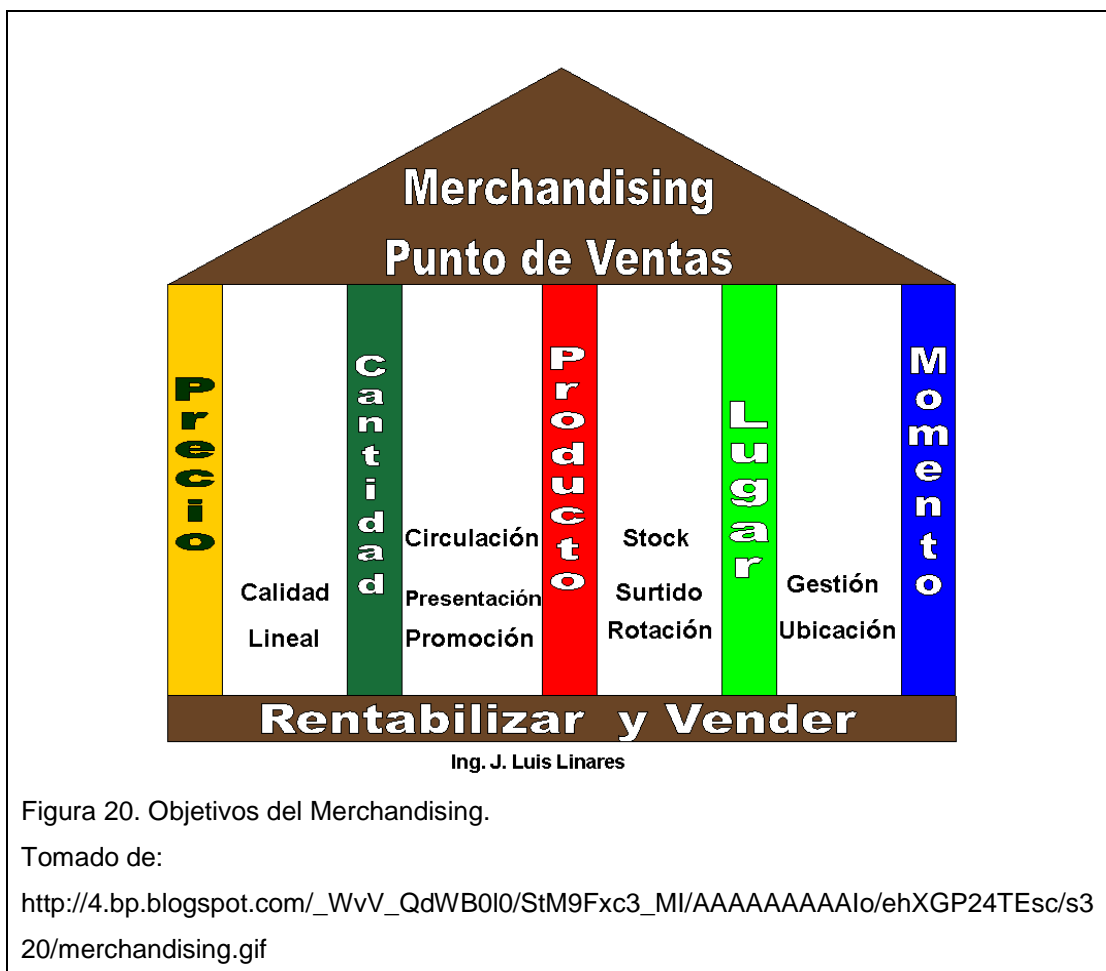 Merchandising
Punto de Ventas
Precio
Calidad
Lineal
Cantidad
Circulación
Presentación
Promoción
Producto
Stock
Surtido
Rotación
Lugar
Gestión
Ubicación
Momento
Rentabilizar y Vender
Ing. J. Luis Linares
Figura 20. Objetivos del Merchandising.
Tomado de:
http://4.bp.blogspot.com/_WvV_QdWB0l0/StM9Fxc3_MI/AAAAAAAAAIo/ehXGP24TEsc/s3
20/merchandising.gif